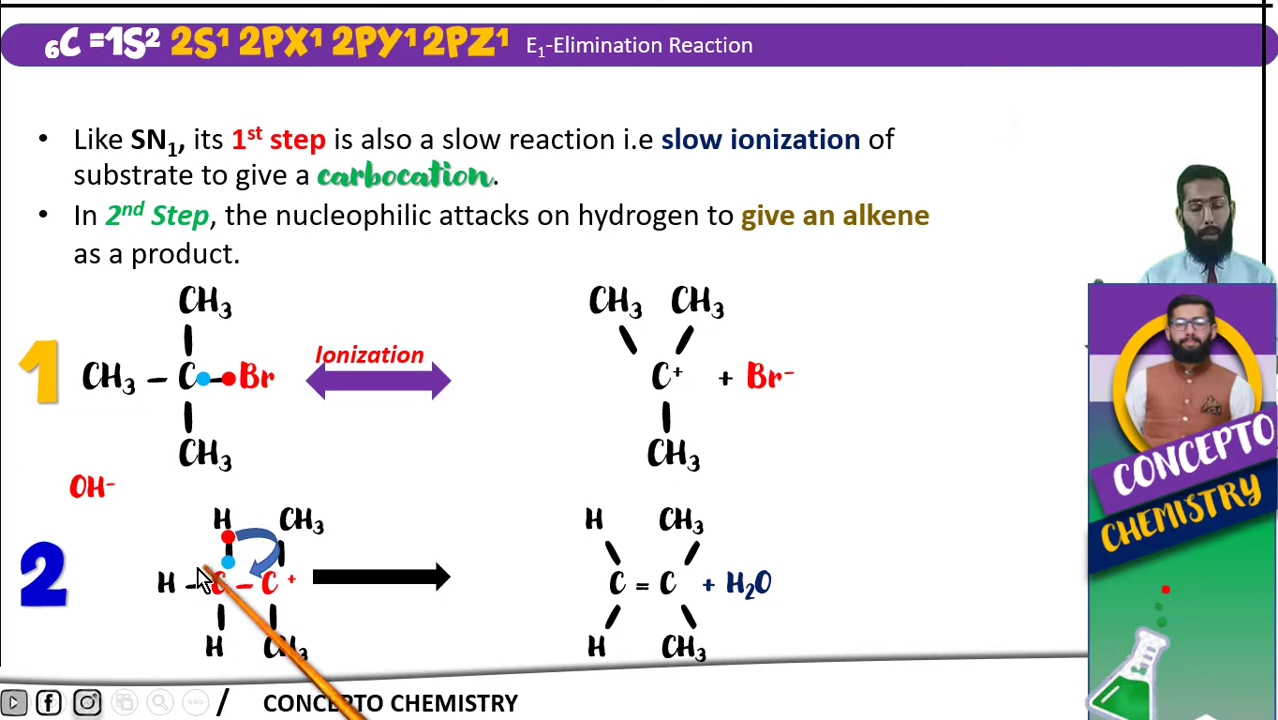 ₆C =1S² 2S¹ 2PX¹ 2PY¹ 2PZ¹ E₁-Elimination Reaction
• Like SN₁, its 1ˢᵗ step is also a slow reaction i.e slow ionization of
substrate to give a carbocation.
• In 2ⁿᵈ Step, the nucleophilic attacks on hydrogen to give an alkene
as a product.
CH₃
CH₃ CH₃
1
CH₃ – C – Br
Ionization
C⁺ + Br⁻
CH₃
CH₃
OH⁻
H CH₃
H CH₃
2
H – C – C ⁺
C = C + H₂O
H CH₃
H CH₃
CONCEPTO
CHEMISTRY
/ CONCEPTO CHEMISTRY